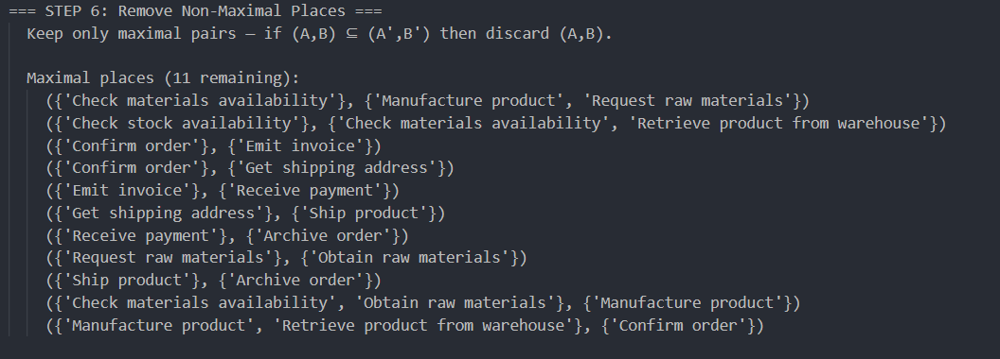 === STEP 6: Remove Non-Maximal Places ===
Keep only maximal pairs — if (A,B) ⊆ (A',B') then discard (A,B).
Maximal places (11 remaining):
({'Check materials availability'}, {'Manufacture product', 'Request raw materials'})
({'Check stock availability'}, {'Check materials availability', 'Retrieve product from warehouse'})
({'Confirm order'}, {'Emit invoice'})
({'Confirm order'}, {'Get shipping address'})
({'Emit invoice'}, {'Receive payment'})
({'Get shipping address'}, {'Ship product'})
({'Receive payment'}, {'Archive order'})
({'Request raw materials'}, {'Obtain raw materials'})
({'Ship product'}, {'Archive order'})
({'Check materials availability', 'Obtain raw materials'}, {'Manufacture product'})
({'Manufacture product', 'Retrieve product from warehouse'}, {'Confirm order'})